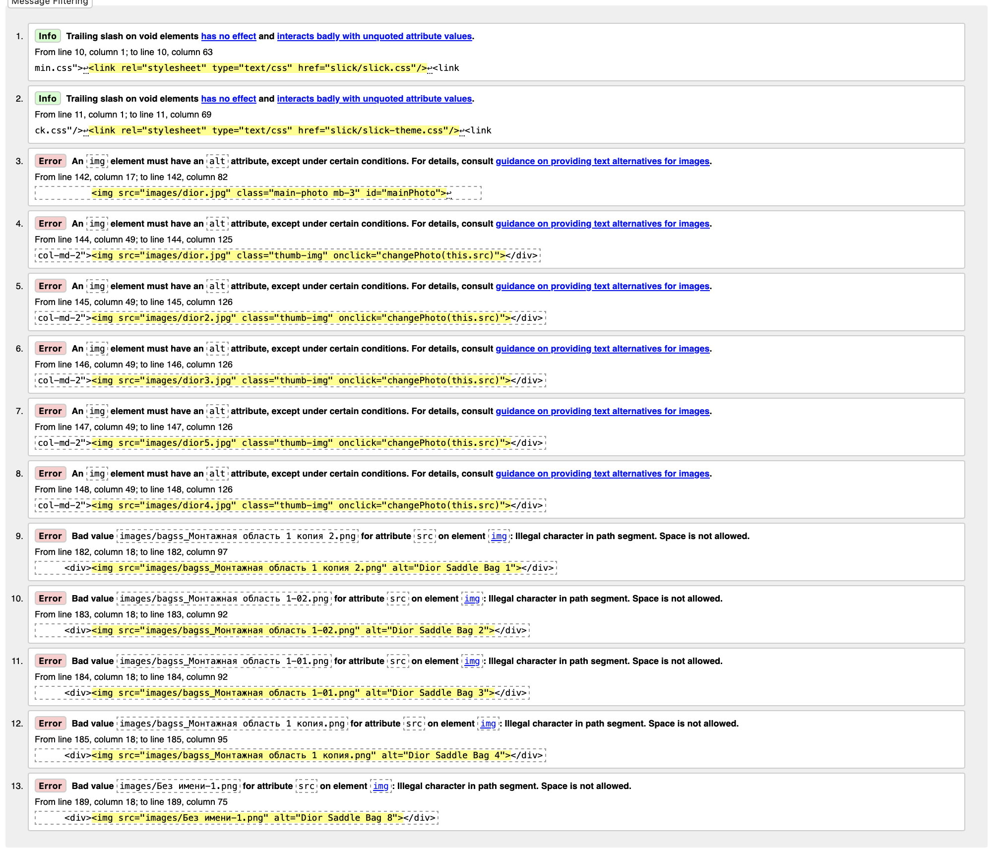 Message Filtering
1. Info Trailing slash on void elements has no effect and interacts badly with unquoted attribute values.
From line 10, column 1; to line 10, column 63
min.css">↩<link rel="stylesheet" type="text/css" href="slick/slick.css"/>↩<link
2. Info Trailing slash on void elements has no effect and interacts badly with unquoted attribute values.
From line 11, column 1; to line 11, column 69
ck.css"/>↩<link rel="stylesheet" type="text/css" href="slick/slick-theme.css"/>↩<link
3. Error An img element must have an alt attribute, except under certain conditions. For details, consult guidance on providing text alternatives for images.
From line 142, column 17; to line 142, column 82
<img src="images/dior.jpg" class="main-photo mb-3" id="mainPhoto">↩
4. Error An img element must have an alt attribute, except under certain conditions. For details, consult guidance on providing text alternatives for images.
From line 144, column 49; to line 144, column 125
col-md-2"><img src="images/dior.jpg" class="thumb-img" onclick="changePhoto(this.src)"></div>
5. Error An img element must have an alt attribute, except under certain conditions. For details, consult guidance on providing text alternatives for images.
From line 145, column 49; to line 145, column 126
col-md-2"><img src="images/dior2.jpg" class="thumb-img" onclick="changePhoto(this.src)"></div>
6. Error An img element must have an alt attribute, except under certain conditions. For details, consult guidance on providing text alternatives for images.
From line 146, column 49; to line 146, column 126
col-md-2"><img src="images/dior3.jpg" class="thumb-img" onclick="changePhoto(this.src)"></div>
7. Error An img element must have an alt attribute, except under certain conditions. For details, consult guidance on providing text alternatives for images.
From line 147, column 49; to line 147, column 126
col-md-2"><img src="images/dior5.jpg" class="thumb-img" onclick="changePhoto(this.src)"></div>
8. Error An img element must have an alt attribute, except under certain conditions. For details, consult guidance on providing text alternatives for images.
From line 148, column 49; to line 148, column 126
col-md-2"><img src="images/dior4.jpg" class="thumb-img" onclick="changePhoto(this.src)"></div>
9. Error Bad value images/bagss_Монтажная область 1 копия 2.png for attribute src on element img: Illegal character in path segment. Space is not allowed.
From line 182, column 18; to line 182, column 97
<div><img src="images/bagss_Монтажная область 1 копия 2.png" alt="Dior Saddle Bag 1"></div>
10. Error Bad value images/bagss_Монтажная область 1-02.png for attribute src on element img: Illegal character in path segment. Space is not allowed.
From line 183, column 18; to line 183, column 92
<div><img src="images/bagss_Монтажная область 1-02.png" alt="Dior Saddle Bag 2"></div>
11. Error Bad value images/bagss_Монтажная область 1-01.png for attribute src on element img: Illegal character in path segment. Space is not allowed.
From line 184, column 18; to line 184, column 92
<div><img src="images/bagss_Монтажная область 1-01.png" alt="Dior Saddle Bag 3"></div>
12. Error Bad value images/bagss_Монтажная область 1 копия.png for attribute src on element img: Illegal character in path segment. Space is not allowed.
From line 185, column 18; to line 185, column 95
<div><img src="images/bagss_Монтажная область 1 копия.png" alt="Dior Saddle Bag 4"></div>
13. Error Bad value images/Без имени-1.png for attribute src on element img: Illegal character in path segment. Space is not allowed.
From line 189, column 18; to line 189, column 75
<div><img src="images/Без имени-1.png" alt="Dior Saddle Bag 8"></div>